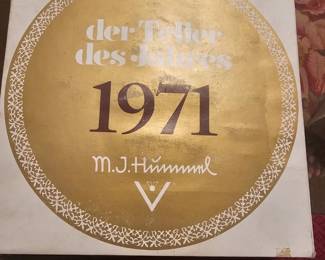 der Teller
des Jahres
1971
M.J.Hummel